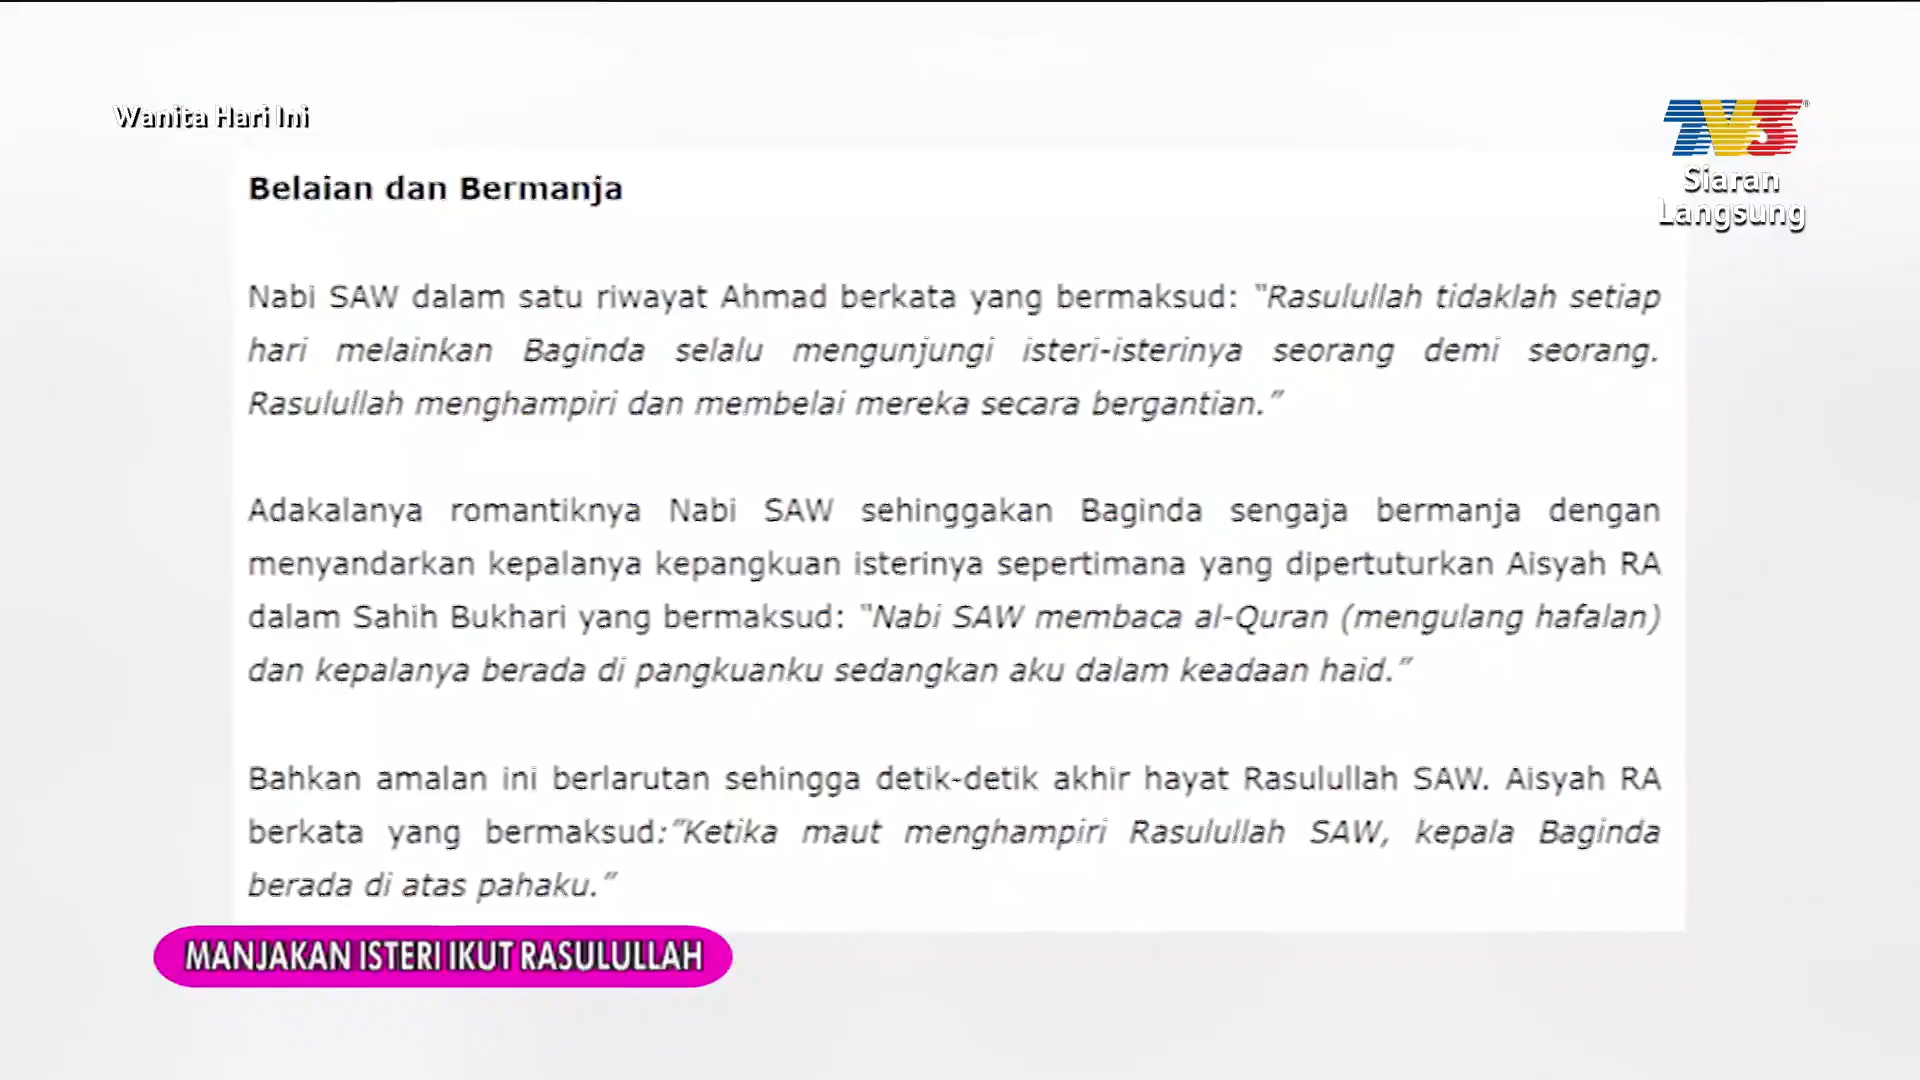 Wanita Hari Ini
TV3
Siaran
Langsung
Belaian dan Bermanja
Nabi SAW dalam satu riwayat Ahmad berkata yang bermaksud: “Rasulullah tidaklah setiap
hari melainkan Baginda selalu mengunjungi isteri-isterinya seorang demi seorang.
Rasulullah menghampiri dan membelai mereka secara bergantian.”
Adakalanya romantiknya Nabi SAW sehinggakan Baginda sengaja bermanja dengan
menyandarkan kepalanya kepangkuan isterinya sepertimana yang dipertuturkan Aisyah RA
dalam Sahih Bukhari yang bermaksud: “Nabi SAW membaca al-Quran (mengulang hafalan)
dan kepalanya berada di pangkuanku sedangkan aku dalam keadaan haid.”
Bahkan amalan ini berlarutan sehingga detik-detik akhir hayat Rasulullah SAW. Aisyah RA
berkata yang bermaksud:“Ketika maut menghampiri Rasulullah SAW, kepala Baginda
berada di atas pahaku.”
MANJAKAN ISTERI IKUT RASULULLAH